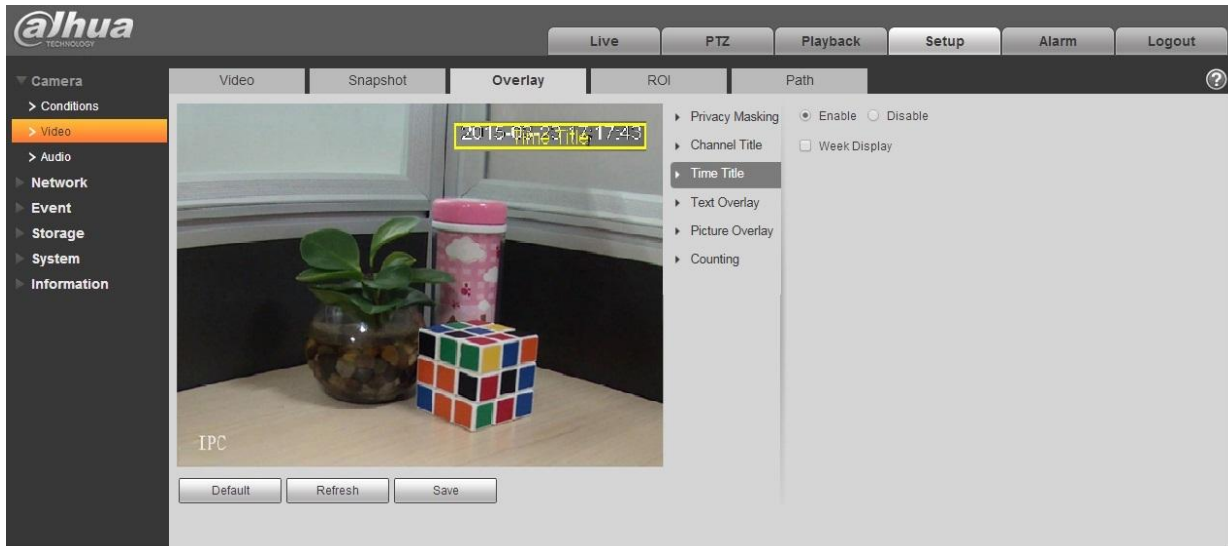 alhua
TECHNOLOGY
Live
PTZ
Playback
Setup
Alarm
Logout
Camera
> Conditions
> Video
> Audio
Network
Event
Storage
System
Information
Video
Snapshot
Overlay
ROI
Path
?
Time Title
IPC
Default
Refresh
Save
Privacy Masking
Channel Title
Time Title
Text Overlay
Picture Overlay
Counting
Enable
Disable
Week Display